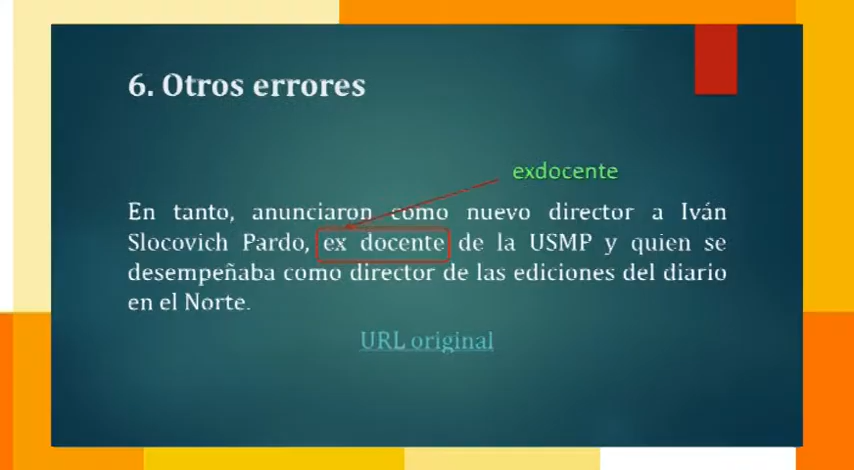 6. Otros errores
exdocente
En tanto, anunciaron como nuevo director a Iván
Slocovich Pardo, ex docente de la USMP y quien se
desempeñaba como director de las ediciones del diario
en el Norte.
URL original